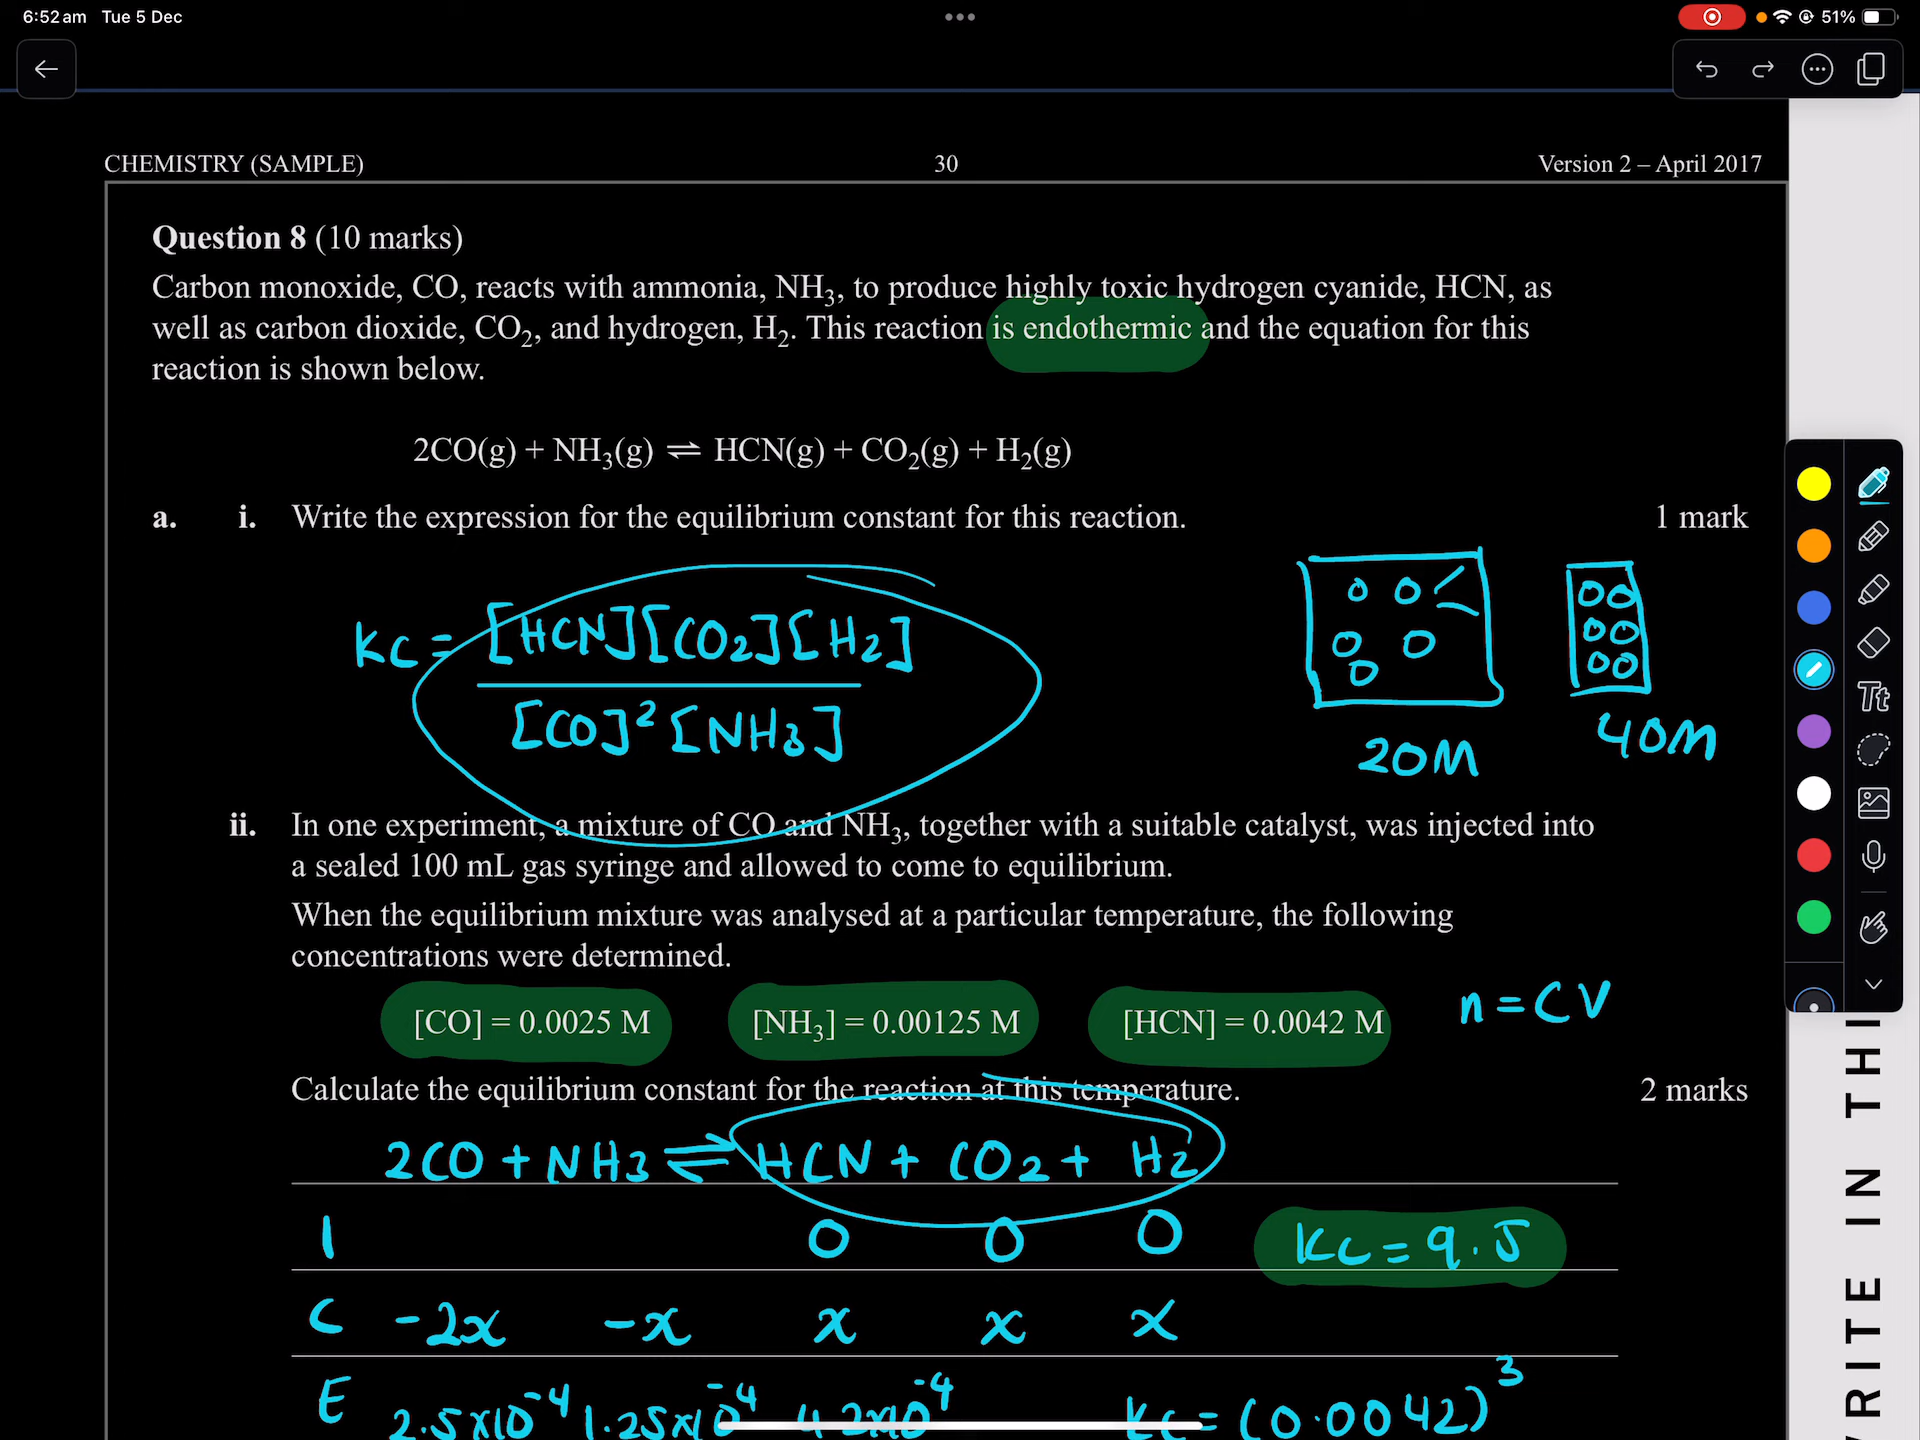 6:52 am Tue 5 Dec
51%
CHEMISTRY (SAMPLE) 30 Version 2 – April 2017
Question 8 (10 marks)
Carbon monoxide, CO, reacts with ammonia, NH₃, to produce highly toxic hydrogen cyanide, HCN, as
well as carbon dioxide, CO₂, and hydrogen, H₂. This reaction is endothermic and the equation for this
reaction is shown below.
2CO(g) + NH₃(g) ⇌ HCN(g) + CO₂(g) + H₂(g)
a. i. Write the expression for the equilibrium constant for this reaction. 1 mark
Kc = [HCN][CO₂][H₂]
[CO]² [NH₃]
20M
40M
ii. In one experiment, a mixture of CO and NH₃, together with a suitable catalyst, was injected into
a sealed 100 mL gas syringe and allowed to come to equilibrium.
When the equilibrium mixture was analysed at a particular temperature, the following
concentrations were determined.
[CO] = 0.0025 M [NH₃] = 0.00125 M [HCN] = 0.0042 M n = CV
Calculate the equilibrium constant for the reaction at this temperature. 2 marks
2CO + NH₃ ⇌ HCN + CO₂ + H₂
I 0 0 0 Kc = 9.5
C -2x -x x x x
E 2.5x10⁻⁴ 1.25x10⁻⁴ 4.2x10⁻⁴ Kc = (0.0042)³
Tt
WRITE IN THI